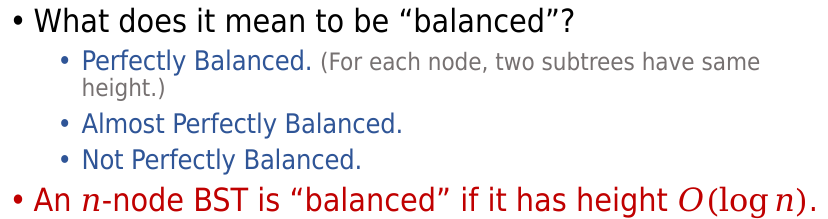 • What does it mean to be “balanced”?
• Perfectly Balanced. (For each node, two subtrees have same
height.)
• Almost Perfectly Balanced.
• Not Perfectly Balanced.
• An n-node BST is “balanced” if it has height O(log n).